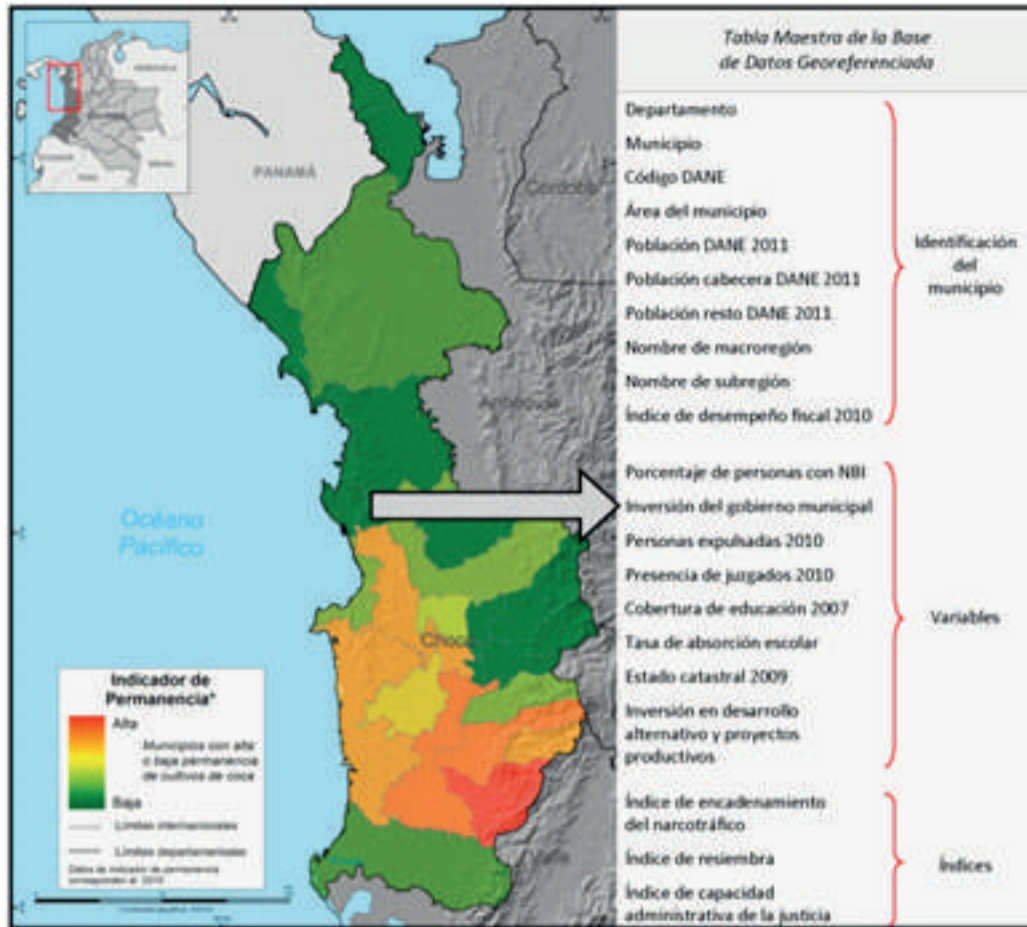 Tabla Maestra de la Base
de Datos Georeferenciada
PANAMÁ
Córdoba
Antioquia
Océano
Pacífico
Chocó
Valle
Departamento
Municipio
Código DANE
Área del municipio
Población DANE 2011
Población cabecera DANE 2011
Población resto DANE 2011
Nombre de macroregión
Nombre de subregión
Índice de desempeño fiscal 2010
Identificación
del
municipio
Porcentaje de personas con NBI
Inversión del gobierno municipal
Personas expulsadas 2010
Presencia de juzgados 2010
Cobertura de educación 2007
Tasa de absorción escolar
Estado catastral 2009
Inversión en desarrollo
alternativo y proyectos
productivos
Variables
Índice de encadenamiento
del narcotráfico
Índice de resiembra
Índice de capacidad
administrativa de la justicia
Índices
Indicador de
Permanencia*
Alta
Municipios con alta
o baja permanencia
de cultivos de coca
Baja
Límites internacionales
Límites departamentales
Datos de indicador de permanencia